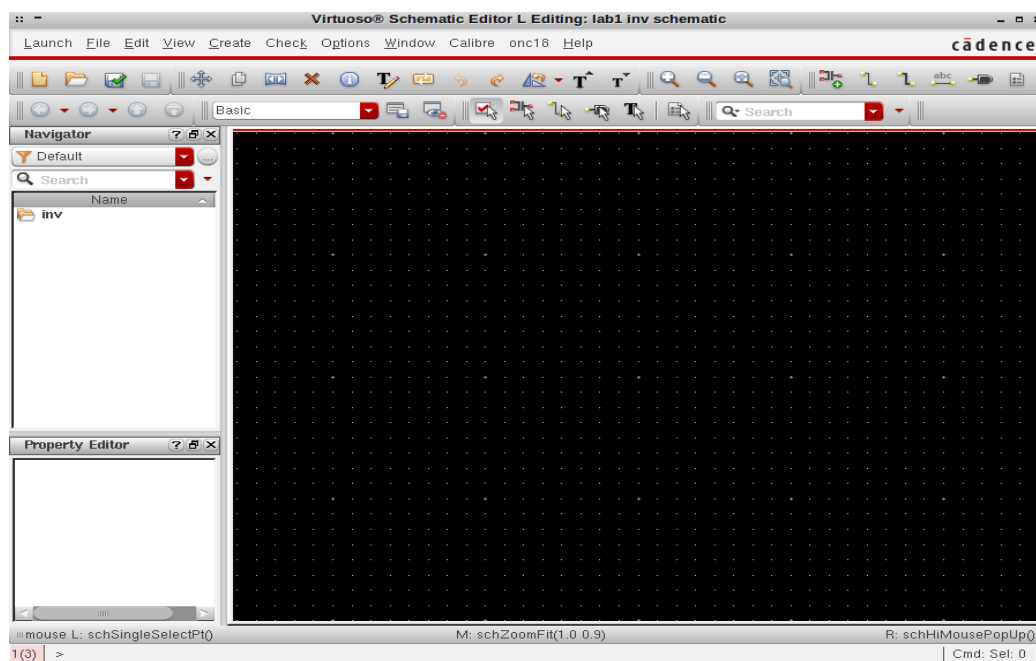 Virtuoso® Schematic Editor L Editing: lab1 inv schematic
Launch File Edit View Create Check Options Window Calibre onc18 Help
cādence
abc
Basic
Search
Navigator
Default
Search
Name
inv
Property Editor
mouse L: schSingleSelectPt() M: schZoomFit(1.0 0.9) R: schHiMousePopUp()
1(3) > Cmd: Sel: 0